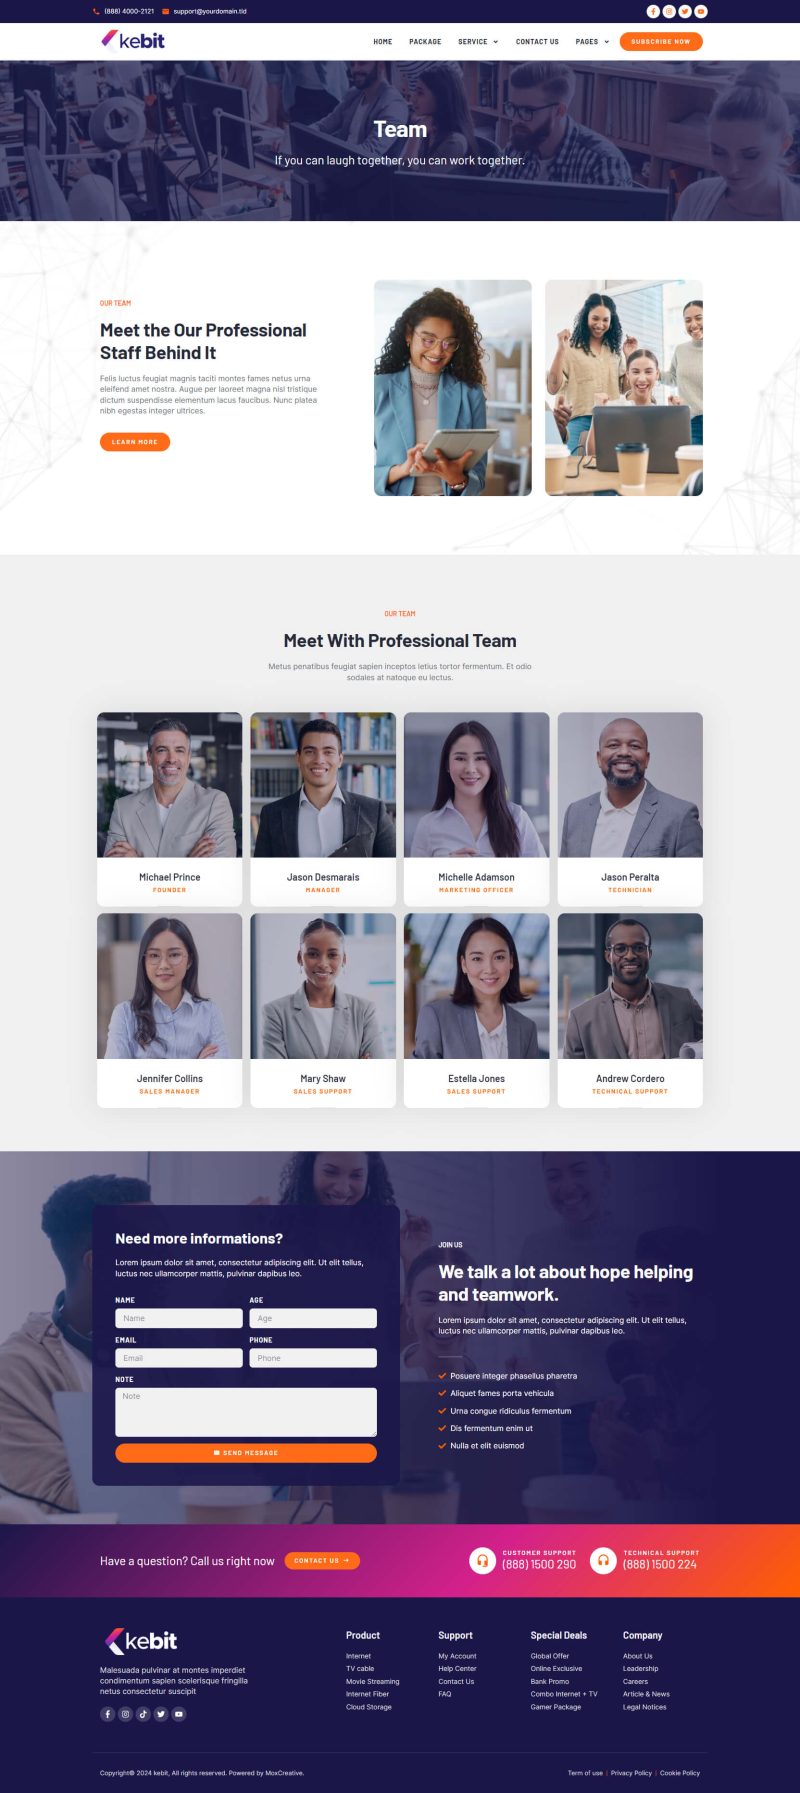 (888) 4000-2121 support@yourdomain.tld
kebit
HOME PACKAGE SERVICE CONTACT US PAGES SUBSCRIBE NOW
Team
If you can laugh together, you can work together.
OUR TEAM
Meet the Our Professional
Staff Behind It
Felis luctus feugiat magnis taciti montes fames netus urna
eleifend amet nostra. Augue per laoreet magna nisl tristique
dictum suspendisse elementum lacus faucibus. Nunc platea
nibh egestas integer ultrices.
LEARN MORE
OUR TEAM
Meet With Professional Team
Metus penatibus feugiat sapien inceptos letius tortor fermentum. Et odio
sodales at natoque eu lectus.
Michael Prince
FOUNDER
Jason Desmarais
MANAGER
Michelle Adamson
MARKETING OFFICER
Jason Peralta
TECHNICIAN
Jennifer Collins
SALES MANAGER
Mary Shaw
SALES SUPPORT
Estella Jones
SALES SUPPORT
Andrew Cordero
TECHNICAL SUPPORT
Need more informations?
Lorem ipsum dolor sit amet, consectetur adipiscing elit. Ut elit tellus,
luctus nec ullamcorper mattis, pulvinar dapibus leo.
NAME AGE
Name Age
EMAIL PHONE
Email Phone
NOTE
Note
SEND MESSAGE
JOIN US
We talk a lot about hope helping
and teamwork.
Lorem ipsum dolor sit amet, consectetur adipiscing elit. Ut elit tellus,
luctus nec ullamcorper mattis, pulvinar dapibus leo.
Posuere integer phasellus pharetra
Aliquet fames porta vehicula
Urna congue ridiculus fermentum
Dis fermentum enim ut
Nulla et elit euismod
Have a question? Call us right now
CONTACT US
CUSTOMER SUPPORT
(888) 1500 290
TECHNICAL SUPPORT
(888) 1500 224
kebit
Malesuada pulvinar at montes imperdiet
condimentum sapien scelerisque fringilla
netus consectetur suscipit
Product
Internet
TV cable
Movie Streaming
Internet Fiber
Cloud Storage
Support
My Account
Help Center
Contact Us
FAQ
Special Deals
Global Offer
Online Exclusive
Bank Promo
Combo Internet + TV
Gamer Package
Company
About Us
Leadership
Careers
Article & News
Legal Notices
Copyright© 2024 kebit, All rights reserved. Powered by MoxCreative.
Term of use | Privacy Policy | Cookie Policy